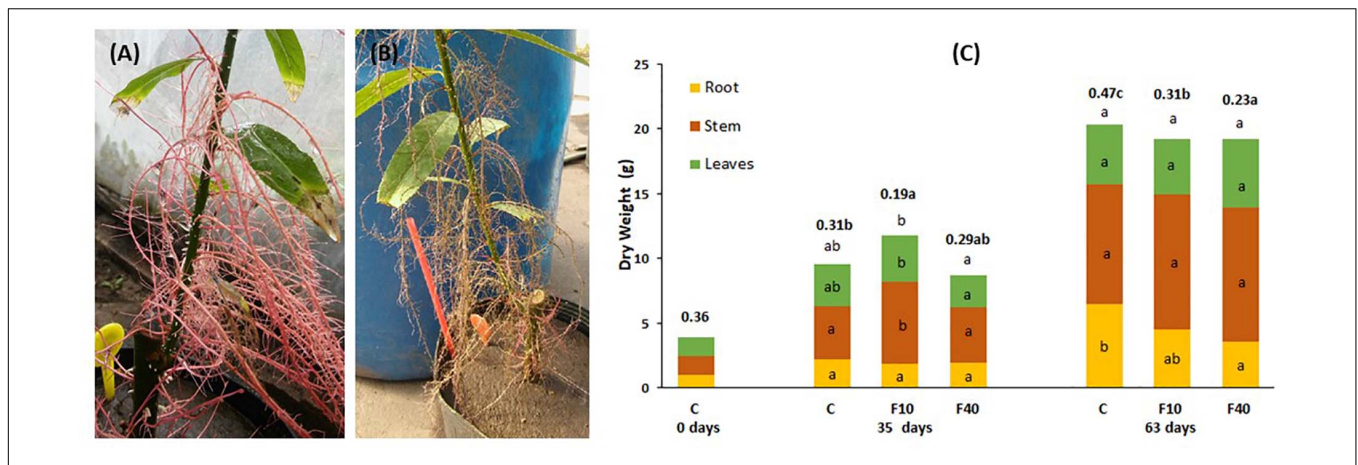 (A)
(B)
(C)
Root
Stem
Leaves
Dry Weight (g)
25
20
15
10
5
0
0.36
0.31b
ab
ab
a
a
0.19a
b
b
b
a
0.29ab
a
a
a
a
0.47c
a
a
a
b
0.31b
a
a
a
ab
0.23a
a
a
a
a
C
0 days
C F10 F40
35 days
C F10 F40
63 days